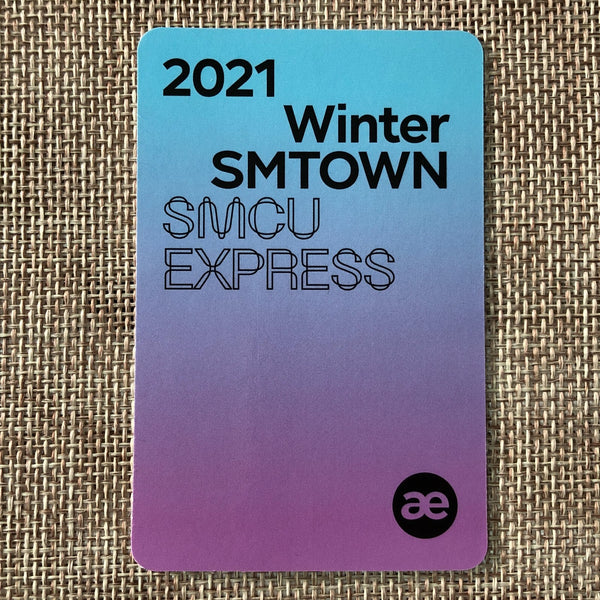 2021
Winter
SMTOWN
SMCU
EXPRESS
æ